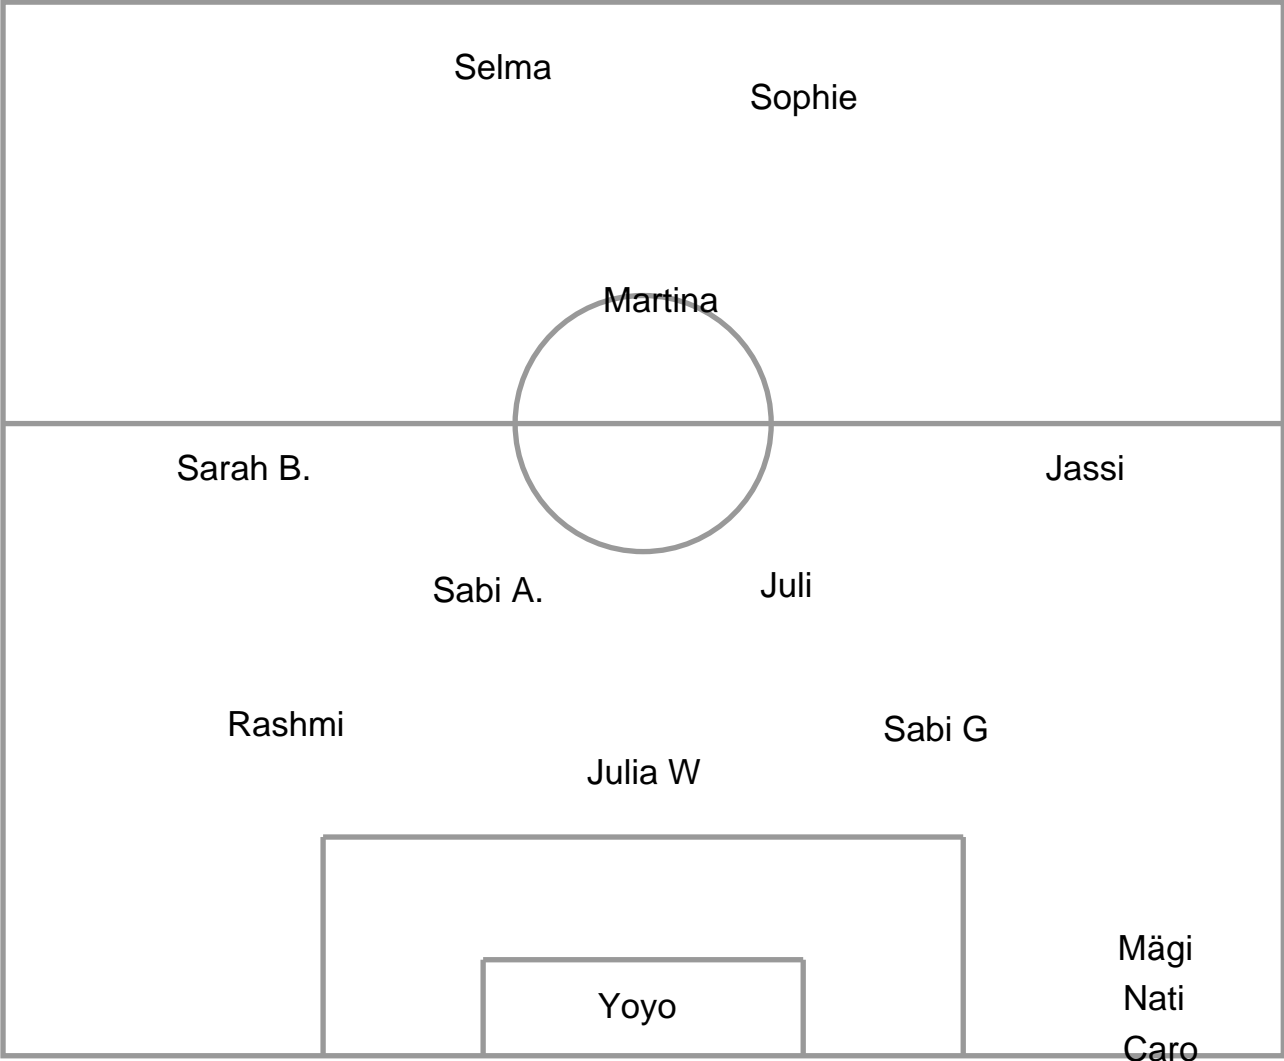 Selma
Sophie
Martina
Sarah B.
Jassi
Sabi A.
Juli
Rashmi
Sabi G
Julia W
Mägi
Nati
Yoyo
Caro